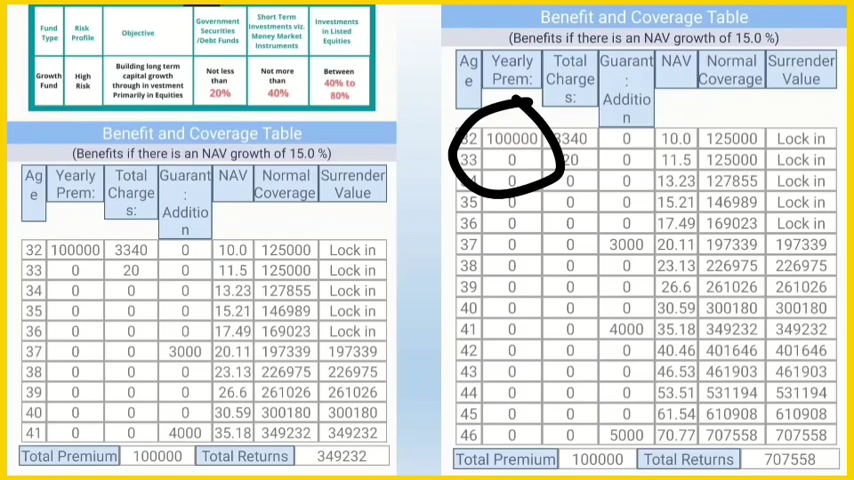 Fund Type Risk Profile Objective Government Securities /Debt Funds Short Term Investments viz. Money Market Instruments Investments in Listed Equities
Growth Fund High Risk Building long term capital growth through in vestment Primarily in Equities Not less than 20% Not more than 40% Between 40% to 80%
Benefit and Coverage Table
(Benefits if there is an NAV growth of 15.0 %)
Age Yearly Prem: Total Charges: Guarant: Addition NAV Normal Coverage Surrender Value
32 100000 3340 0 10.0 125000 Lock in
33 0 20 0 11.5 125000 Lock in
34 0 0 0 13.23 127855 Lock in
35 0 0 0 15.21 146989 Lock in
36 0 0 0 17.49 169023 Lock in
37 0 0 3000 20.11 197339 197339
38 0 0 0 23.13 226975 226975
39 0 0 0 26.6 261026 261026
40 0 0 0 30.59 300180 300180
41 0 0 4000 35.18 349232 349232
Total Premium 100000 Total Returns 349232
Benefit and Coverage Table
(Benefits if there is an NAV growth of 15.0 %)
Age Yearly Prem: Total Charges: Guarant: Addition NAV Normal Coverage Surrender Value
32 100000 3340 0 10.0 125000 Lock in
33 0 20 0 11.5 125000 Lock in
34 0 0 0 13.23 127855 Lock in
35 0 0 0 15.21 146989 Lock in
36 0 0 0 17.49 169023 Lock in
37 0 0 3000 20.11 197339 197339
38 0 0 0 23.13 226975 226975
39 0 0 0 26.6 261026 261026
40 0 0 0 30.59 300180 300180
41 0 0 4000 35.18 349232 349232
42 0 0 0 40.46 401646 401646
43 0 0 0 46.53 461903 461903
44 0 0 0 53.51 531194 531194
45 0 0 0 61.54 610908 610908
46 0 0 5000 70.77 707558 707558
Total Premium 100000 Total Returns 707558